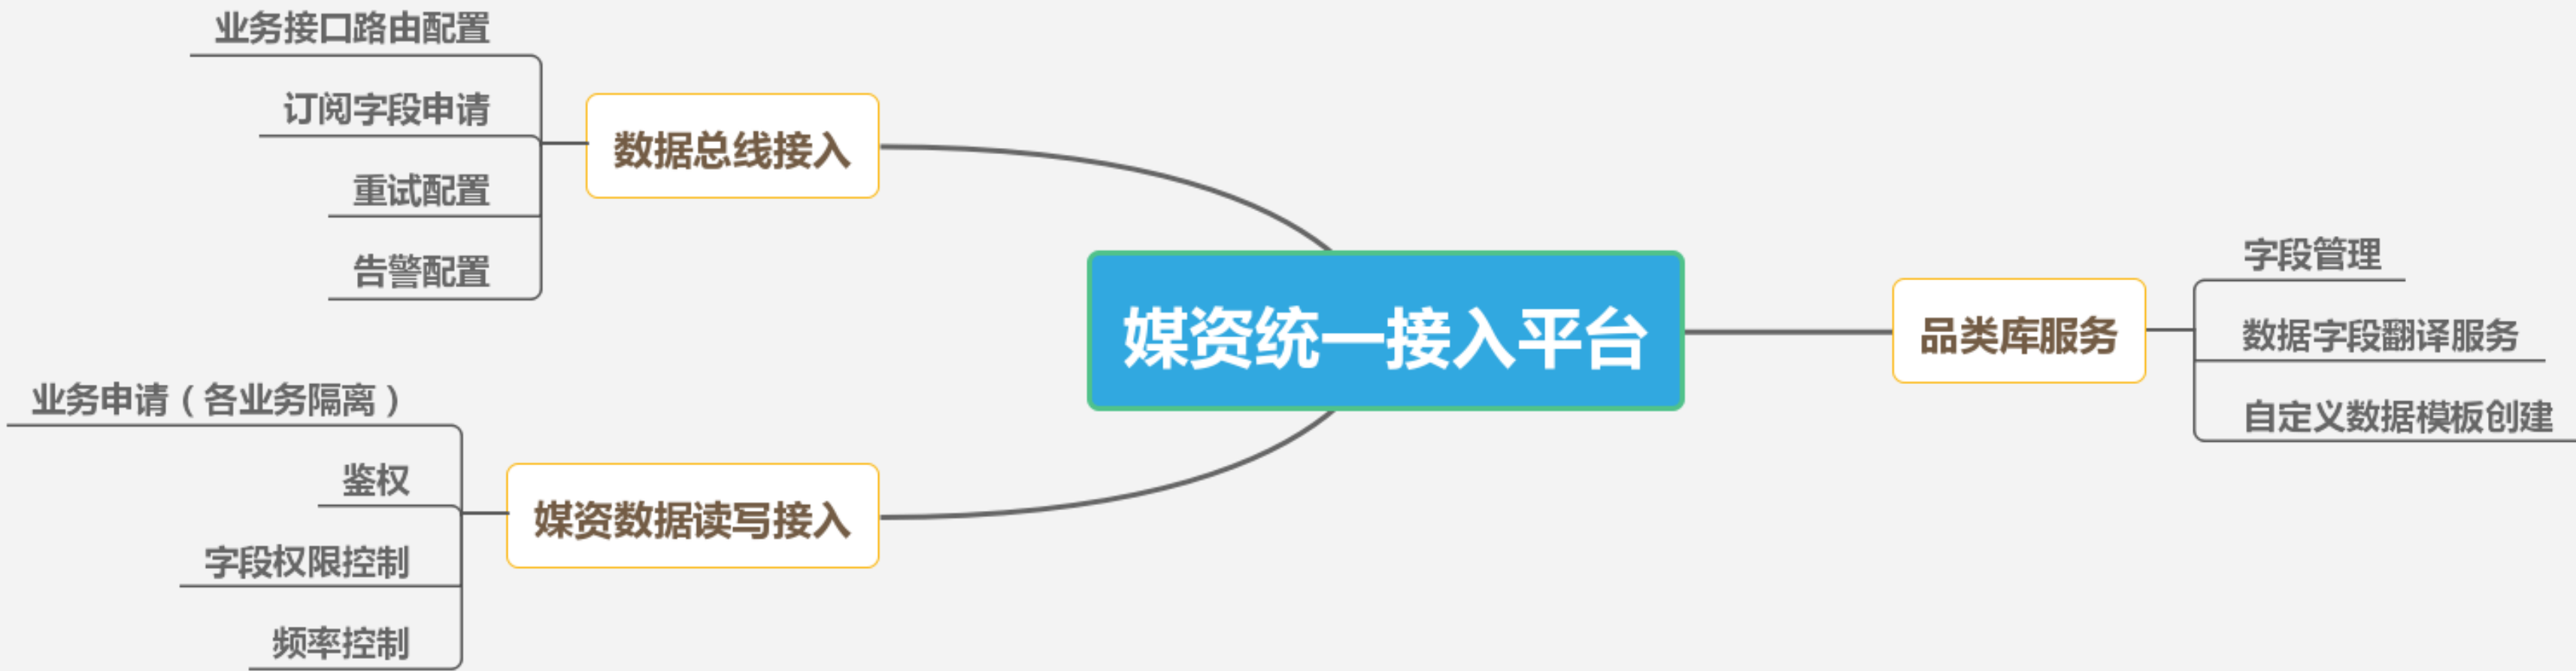 业务接口路由配置
订阅字段申请
重试配置
告警配置
数据总线接入
业务申请（各业务隔离）
鉴权
字段权限控制
频率控制
媒资数据读写接入
媒资统一接入平台
品类库服务
字段管理
数据字段翻译服务
自定义数据模板创建